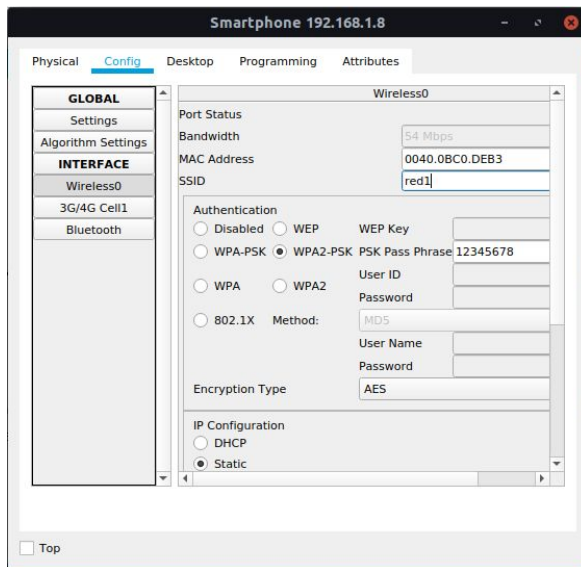 Smartphone 192.168.1.8
Physical Config Desktop Programming Attributes
GLOBAL
Settings
Algorithm Settings
INTERFACE
Wireless0
3G/4G Cell1
Bluetooth
Wireless0
Port Status
Bandwidth 54 Mbps
MAC Address 0040.0BC0.DEB3
SSID red1
Authentication
Disabled WEP WEP Key
WPA-PSK WPA2-PSK PSK Pass Phrase 12345678
User ID
WPA WPA2
Password
802.1X Method: MD5
User Name
Password
Encryption Type AES
IP Configuration
DHCP
Static
Top